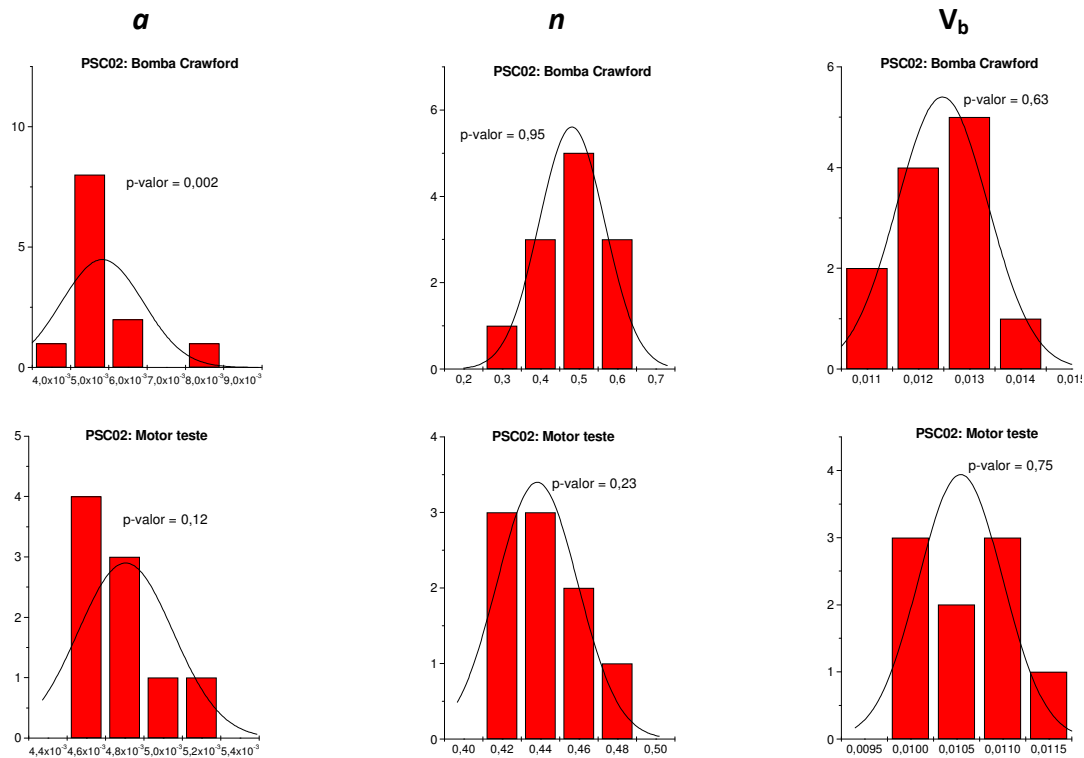 a n V_b
PSC02: Bomba Crawford
p-valor = 0,002
10
5
0
4,0x10^-3 5,0x10^-3 6,0x10^-3 7,0x10^-3 8,0x10^-3 9,0x10^-3
PSC02: Bomba Crawford
p-valor = 0,95
6
4
2
0
0,2 0,3 0,4 0,5 0,6 0,7
PSC02: Bomba Crawford
p-valor = 0,63
6
4
2
0
0,011 0,012 0,013 0,014 0,015
PSC02: Motor teste
p-valor = 0,12
5
4
3
2
1
0
4,4x10^-3 4,6x10^-3 4,8x10^-3 5,0x10^-3 5,2x10^-3 5,4x10^-3
PSC02: Motor teste
p-valor = 0,23
4
3
2
1
0
0,40 0,42 0,44 0,46 0,48 0,50
PSC02: Motor teste
p-valor = 0,75
4
3
2
1
0
0,0095 0,0100 0,0105 0,0110 0,0115